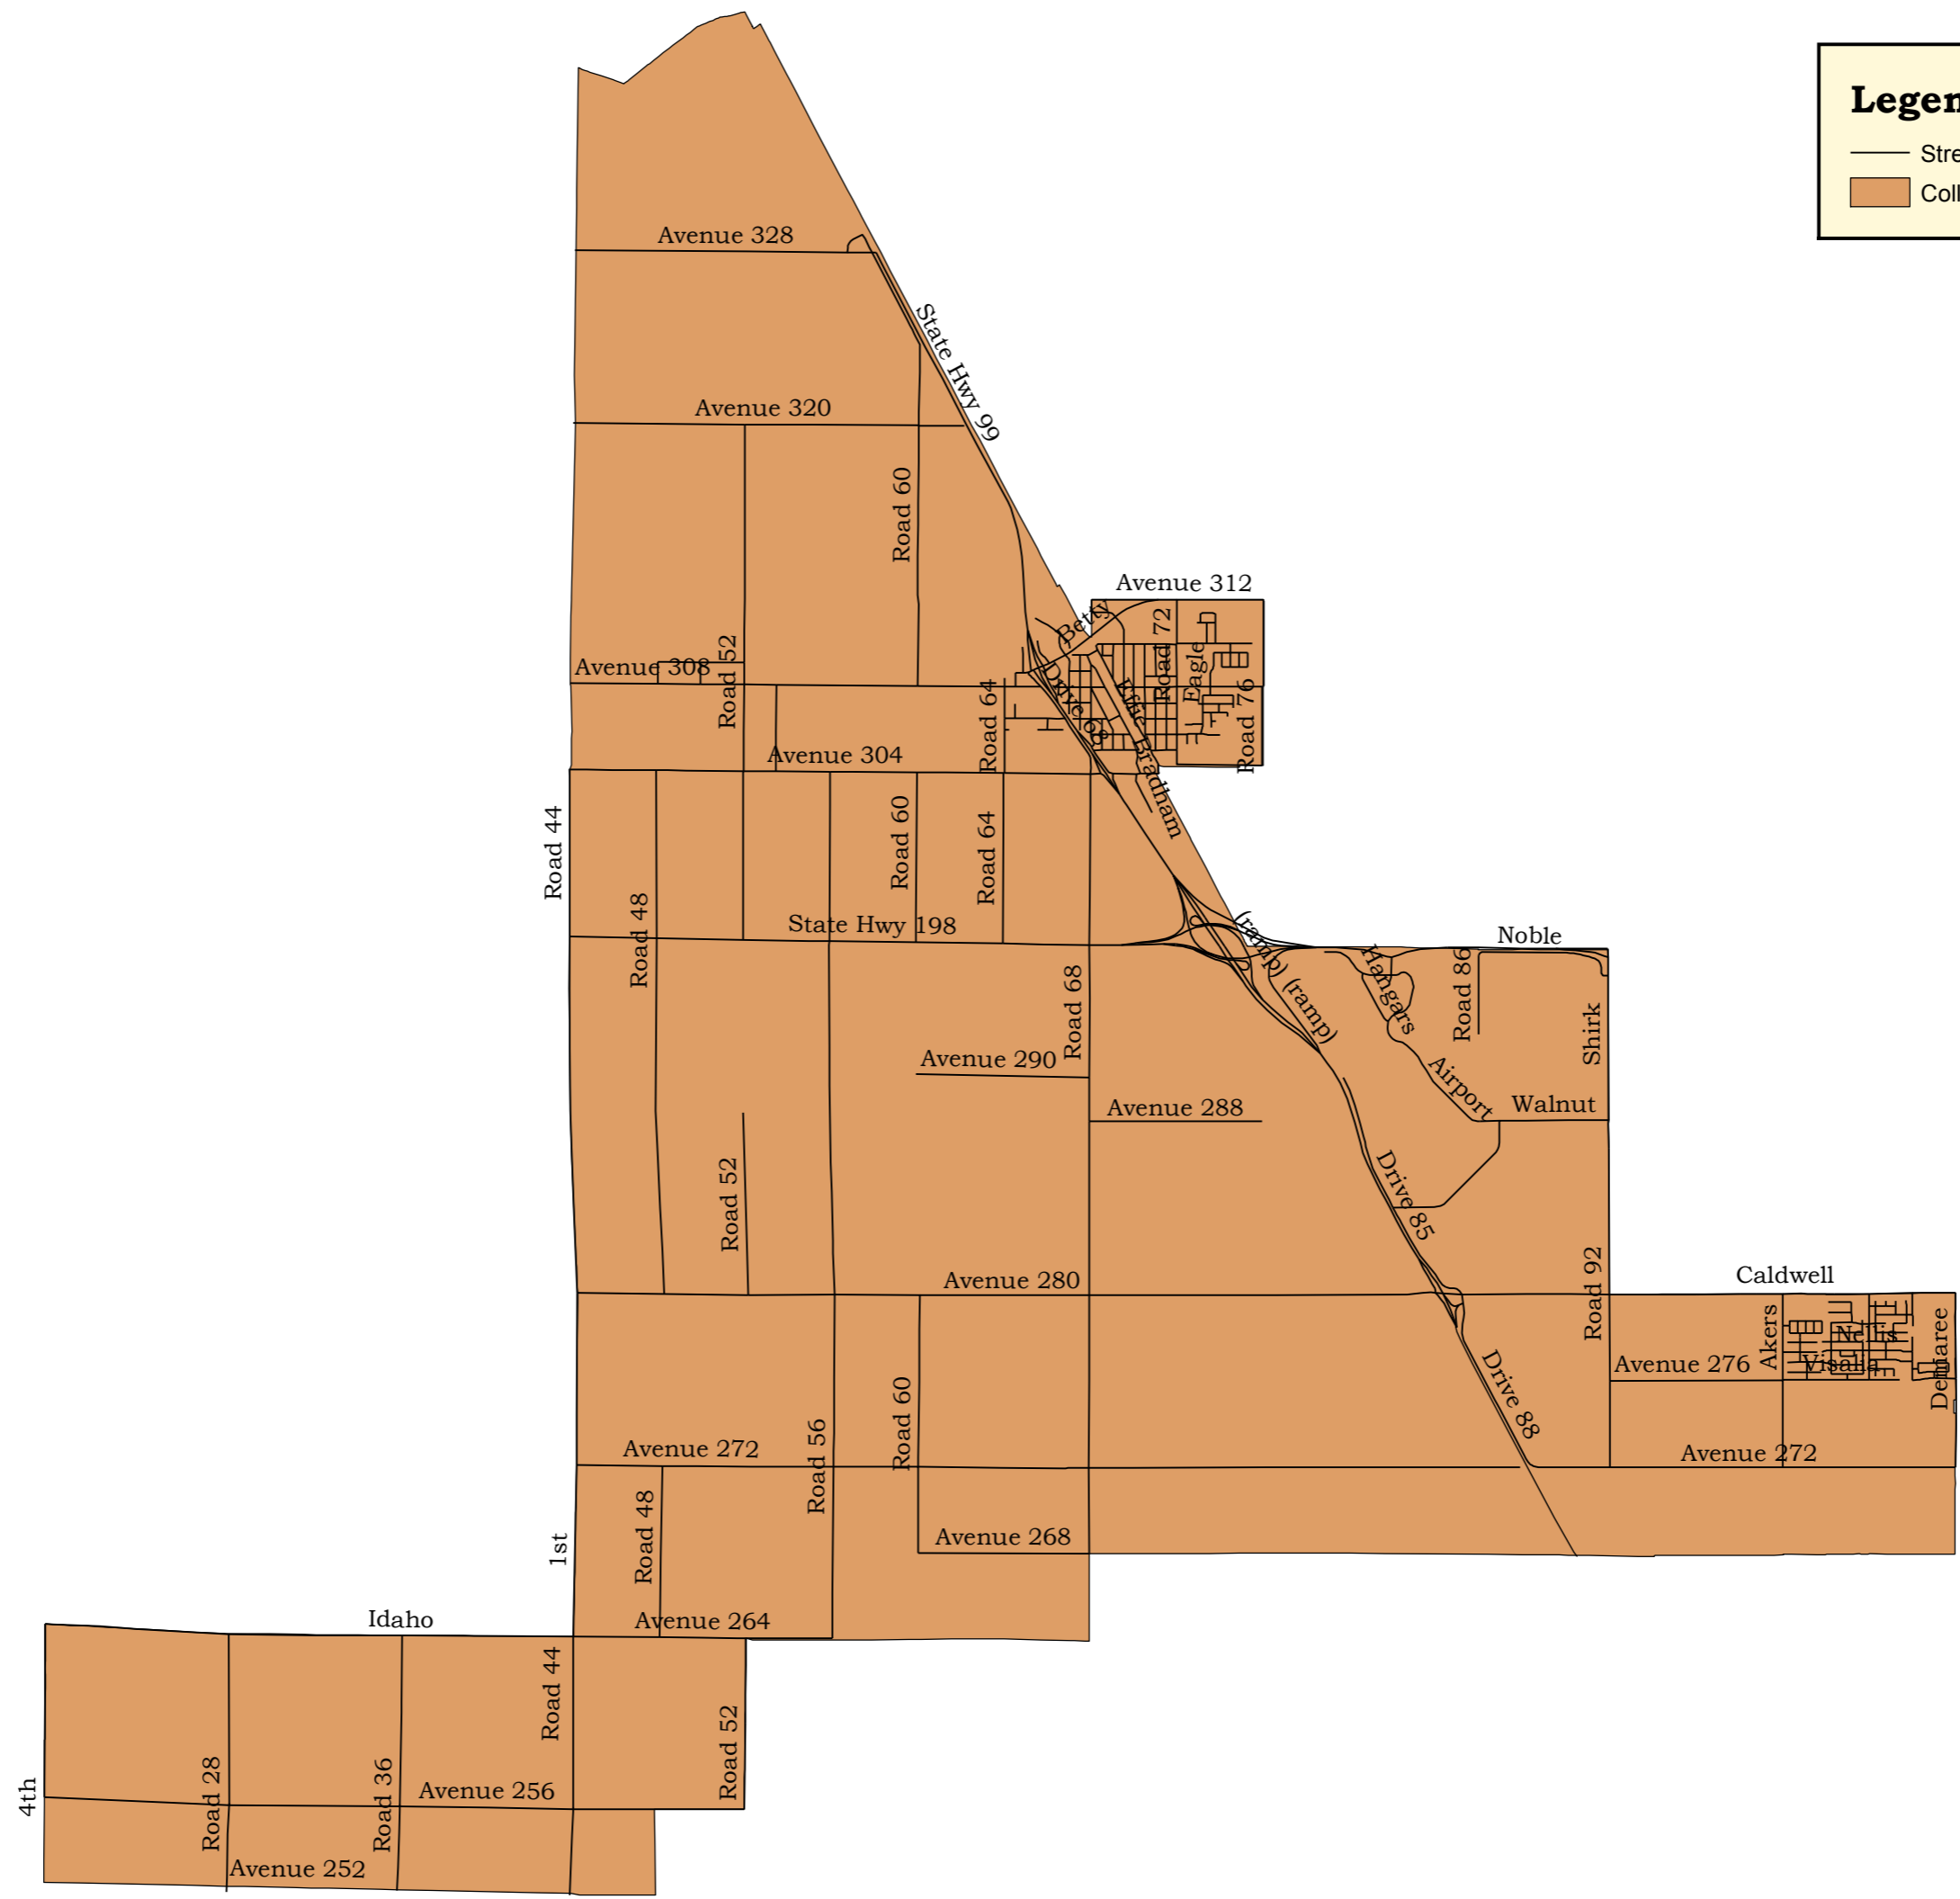 Legen
Stre
Coll
Avenue 328
State Hwy 99
Avenue 320
Road 60
Avenue 312
Betty
Road 72
Eagle
Road 52
Avenue 308
Drive 68
Effie Bradham
Road 64
Road 76
Avenue 304
Road 44
Road 60
Road 64
Road 48
State Hwy 198
(ramp)
(ramp)
Noble
Hangars
Road 86
Road 68
Shirk
Avenue 290
Airport
Walnut
Avenue 288
Road 52
Drive 85
Avenue 280
Road 92
Caldwell
Akers
Nellis
Visalia
Demaree
Avenue 276
Drive 88
Road 60
Road 56
Avenue 272
Avenue 272
Road 48
1st
Avenue 268
Idaho
Avenue 264
Road 44
Road 52
4th
Road 28
Road 36
Avenue 256
Avenue 252